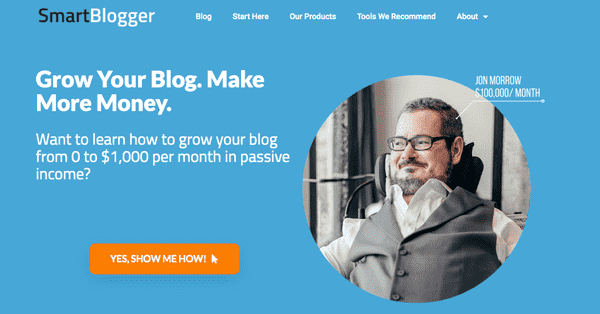 SmartBlogger
Blog Start Here Our Products Tools We Recommend About
Grow Your Blog. Make
More Money.
Want to learn how to grow your blog
from 0 to $1,000 per month in passive
income?
YES, SHOW ME HOW!
JON MORROW
$100,000/ MONTH